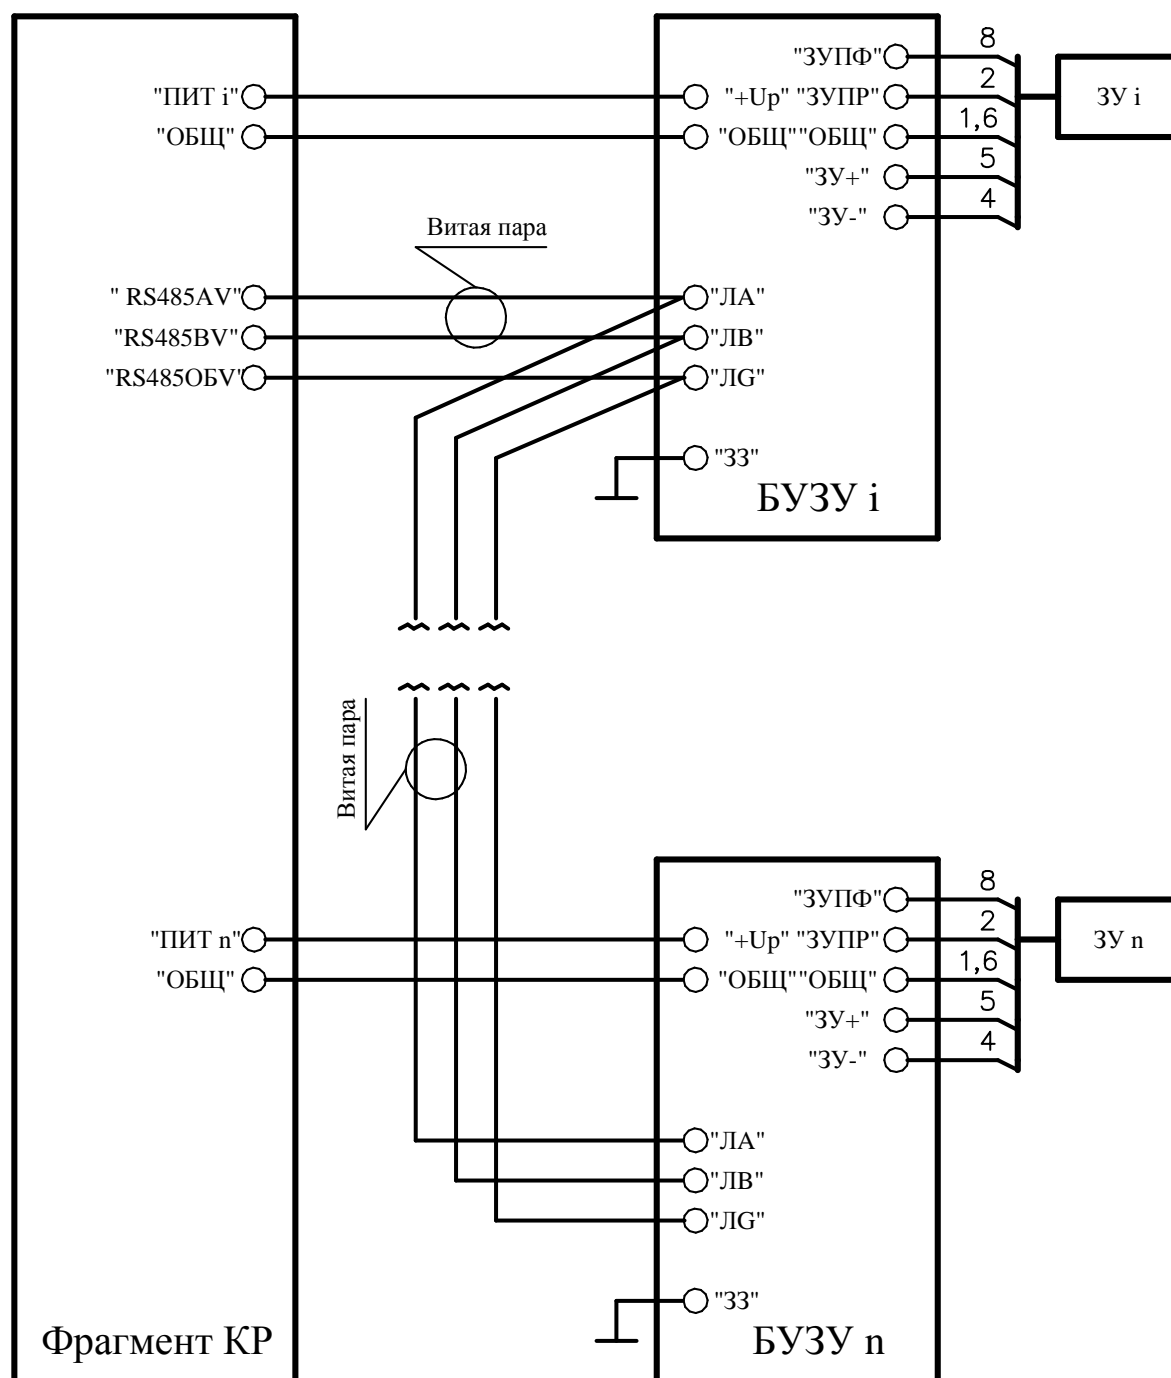 8
"ЗУПФ"
2
"ПИТ i"
"+Up" "ЗУПР"
ЗУ i
1,6
"ОБЩ"
"ОБЩ""ОБЩ"
5
"ЗУ+"
4
"ЗУ-"
Витая пара
" RS485AV"
"ЛА"
"RS485BV"
"ЛВ"
"RS485ОБV"
"ЛG"
"ЗЗ"
БУЗУ i
Витая пара
8
"ЗУПФ"
2
"ПИТ n"
"+Up" "ЗУПР"
ЗУ n
1,6
"ОБЩ"
"ОБЩ""ОБЩ"
5
"ЗУ+"
4
"ЗУ-"
"ЛА"
"ЛВ"
"ЛG"
"ЗЗ"
Фрагмент КР
БУЗУ n